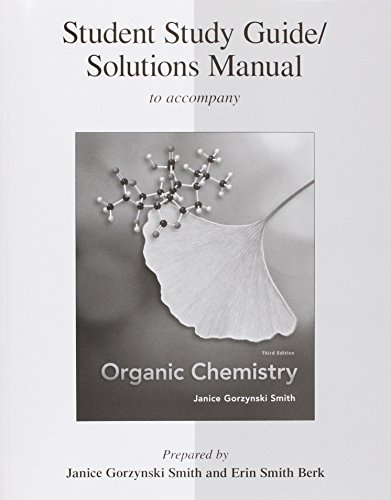 Student Study Guide/
Solutions Manual
to accompany
Third Edition
Organic Chemistry
Janice Gorzynski Smith
Prepared by
Janice Gorzynski Smith and Erin Smith Berk